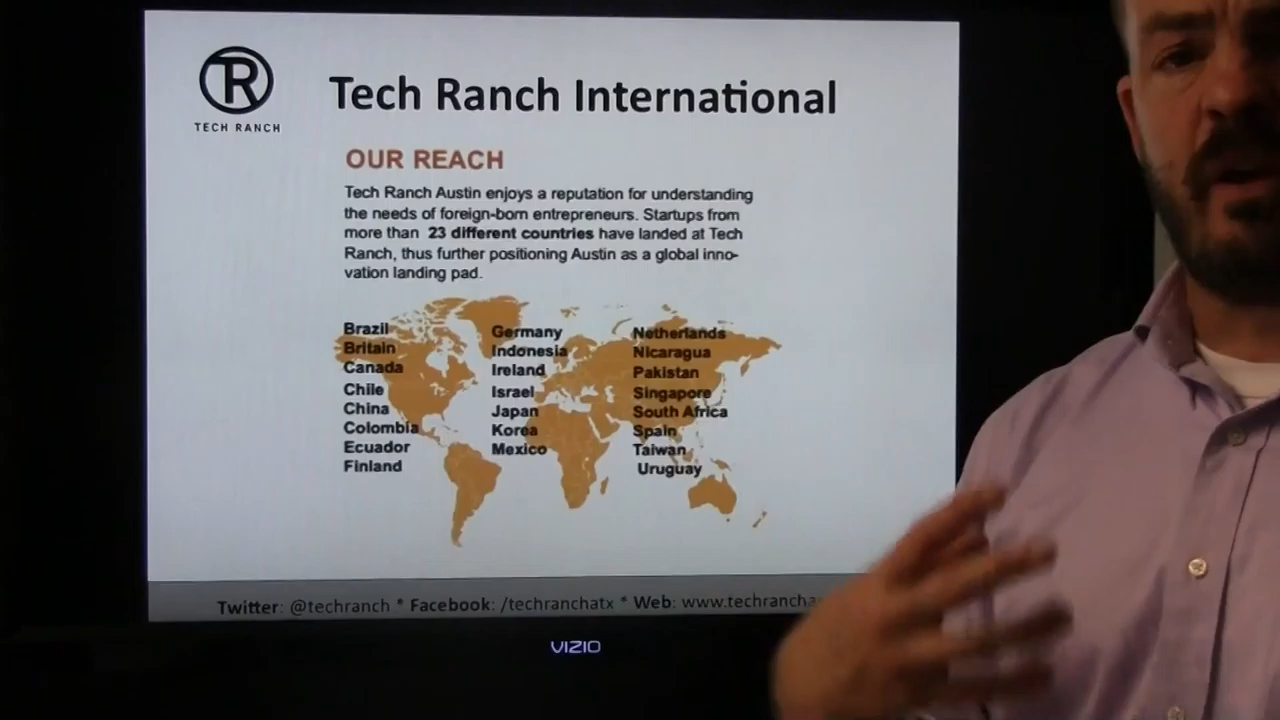 TR
TECH RANCH
Tech Ranch International
OUR REACH
Tech Ranch Austin enjoys a reputation for understanding
the needs of foreign-born entrepreneurs. Startups from
more than 23 different countries have landed at Tech
Ranch, thus further positioning Austin as a global inno-
vation landing pad.
Brazil
Britain
Canada
Chile
China
Colombia
Ecuador
Finland
Germany
Indonesia
Ireland
Israel
Japan
Korea
Mexico
Netherlands
Nicaragua
Pakistan
Singapore
South Africa
Spain
Taiwan
Uruguay
Twitter: @techranch * Facebook: /techranchatx * Web: www.techrancha
VIZIO